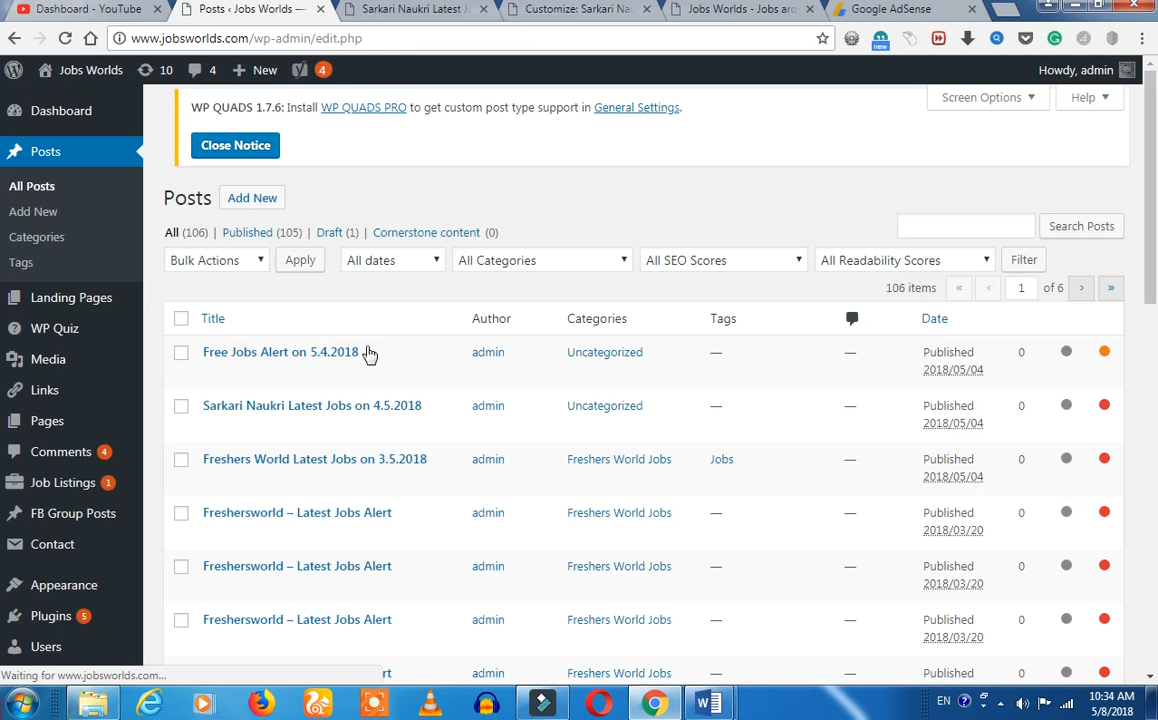 Dashboard - YouTube
Posts ‹ Jobs Worlds —
Sarkari Naukri Latest J
Customize: Sarkari Nau
Jobs Worlds - Jobs aro
Google AdSense
www.jobsworlds.com/wp-admin/edit.php
new
Jobs Worlds
10
4
New
4
Howdy, admin
Dashboard
Posts
All Posts
Add New
Categories
Tags
Landing Pages
WP Quiz
Media
Links
Pages
Comments 4
Job Listings 1
FB Group Posts
Contact
Appearance
Plugins 5
Users
WP QUADS 1.7.6: Install WP QUADS PRO to get custom post type support in General Settings.
Close Notice
Screen Options
Help
Posts Add New
All (106) | Published (105) | Draft (1) | Cornerstone content (0)
Search Posts
Bulk Actions Apply All dates All Categories All SEO Scores All Readability Scores Filter
106 items « ‹ 1 of 6 › »
Title Author Categories Tags Date
Free Jobs Alert on 5.4.2018 admin Uncategorized — — Published 0
2018/05/04
Sarkari Naukri Latest Jobs on 4.5.2018 admin Uncategorized — — Published 0
2018/05/04
Freshers World Latest Jobs on 3.5.2018 admin Freshers World Jobs Jobs — Published 0
2018/05/04
Freshersworld – Latest Jobs Alert admin Freshers World Jobs — — Published 0
2018/03/20
Freshersworld – Latest Jobs Alert admin Freshers World Jobs — — Published 0
2018/03/20
Freshersworld – Latest Jobs Alert admin Freshers World Jobs — — Published 0
2018/03/20
rt admin Freshers World Jobs — — Published 0
Waiting for www.jobsworlds.com...
EN
10:34 AM
5/8/2018